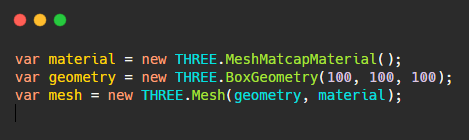 var material = new THREE.MeshMatcapMaterial();
var geometry = new THREE.BoxGeometry(100, 100, 100);
var mesh = new THREE.Mesh(geometry, material);